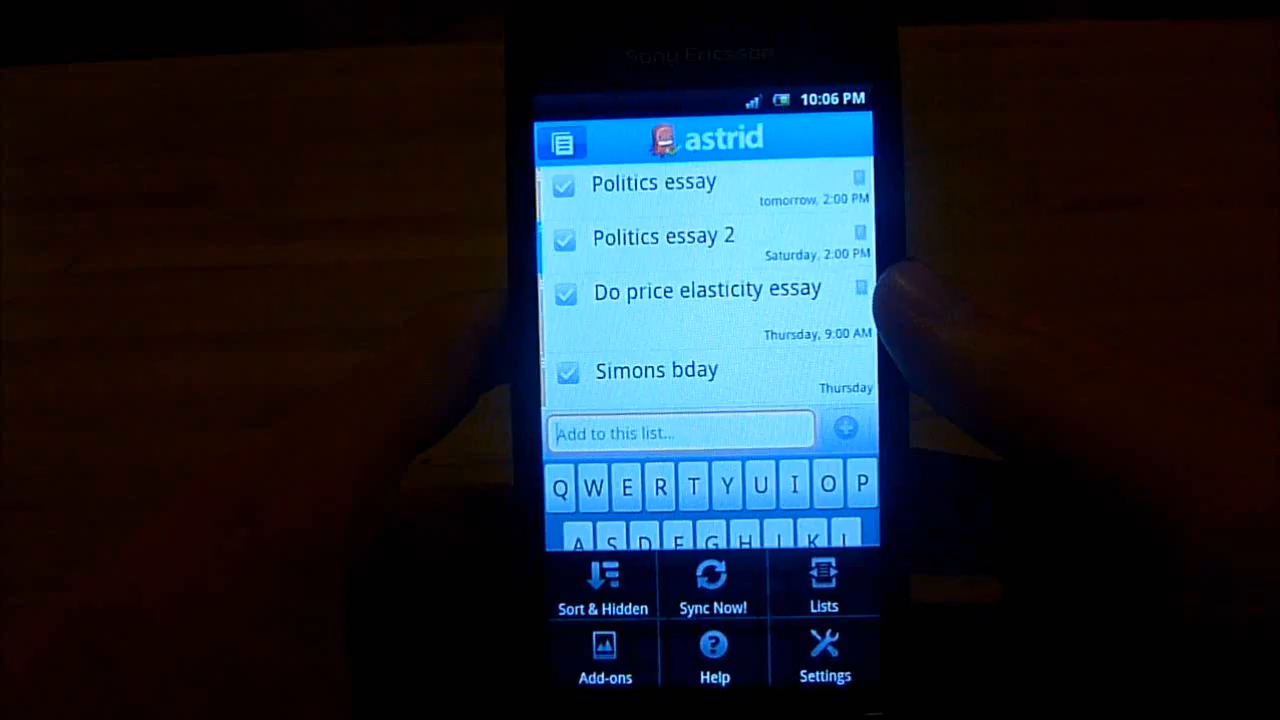 Sony Ericsson
10:06 PM
astrid
Politics essay
tomorrow, 2:00 PM
Politics essay 2
Saturday, 2:00 PM
Do price elasticity essay
Thursday, 9:00 AM
Simons bday
Thursday
Add to this list...
Q W E R T Y U I O P
A S D F G H J K L
Sort & Hidden Sync Now! Lists
Add-ons Help Settings